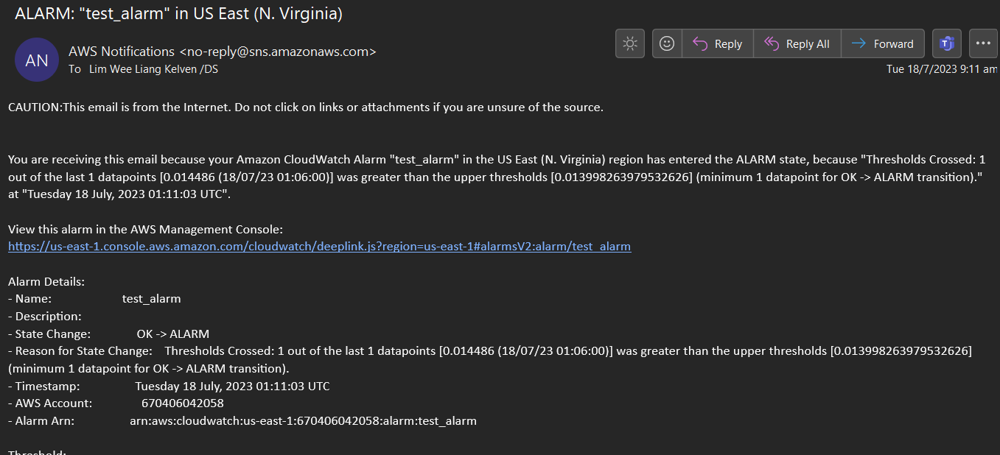 ALARM: "test_alarm" in US East (N. Virginia)
AN
AWS Notifications <no-reply@sns.amazonaws.com>
To Lim Wee Liang Kelven /DS
Reply
Reply All
Forward
Tue 18/7/2023 9:11 am
CAUTION:This email is from the Internet. Do not click on links or attachments if you are unsure of the source.
You are receiving this email because your Amazon CloudWatch Alarm "test_alarm" in the US East (N. Virginia) region has entered the ALARM state, because "Thresholds Crossed: 1
out of the last 1 datapoints [0.014486 (18/07/23 01:06:00)] was greater than the upper thresholds [0.013998263979532626] (minimum 1 datapoint for OK -> ALARM transition)."
at "Tuesday 18 July, 2023 01:11:03 UTC".
View this alarm in the AWS Management Console:
https://us-east-1.console.aws.amazon.com/cloudwatch/deeplink.js?region=us-east-1#alarmsV2:alarm/test_alarm
Alarm Details:
- Name: test_alarm
- Description:
- State Change: OK -> ALARM
- Reason for State Change: Thresholds Crossed: 1 out of the last 1 datapoints [0.014486 (18/07/23 01:06:00)] was greater than the upper thresholds [0.013998263979532626]
(minimum 1 datapoint for OK -> ALARM transition).
- Timestamp: Tuesday 18 July, 2023 01:11:03 UTC
- AWS Account: 670406042058
- Alarm Arn: arn:aws:cloudwatch:us-east-1:670406042058:alarm:test_alarm
Threshold: